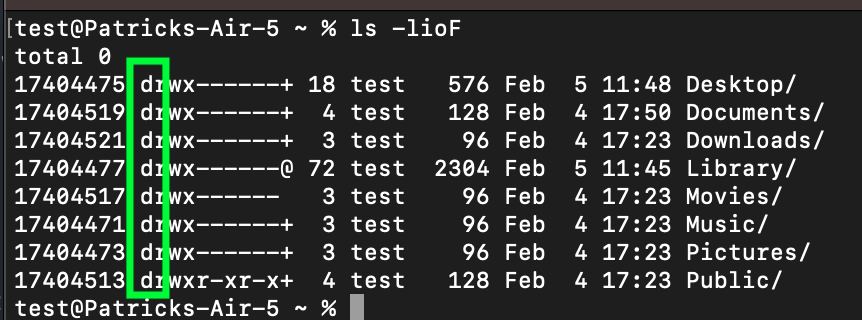 [test@Patricks-Air-5 ~ % ls -lioF
total 0
17404475 drwx------+ 18 test   576 Feb  5 11:48 Desktop/
17404519 drwx------+  4 test   128 Feb  4 17:50 Documents/
17404521 drwx------+  3 test    96 Feb  4 17:23 Downloads/
17404477 drwx------@ 72 test  2304 Feb  5 11:45 Library/
17404517 drwx------   3 test    96 Feb  4 17:23 Movies/
17404471 drwx------+  3 test    96 Feb  4 17:23 Music/
17404473 drwx------+  3 test    96 Feb  4 17:23 Pictures/
17404513 drwxr-xr-x+  4 test   128 Feb  4 17:23 Public/
test@Patricks-Air-5 ~ %